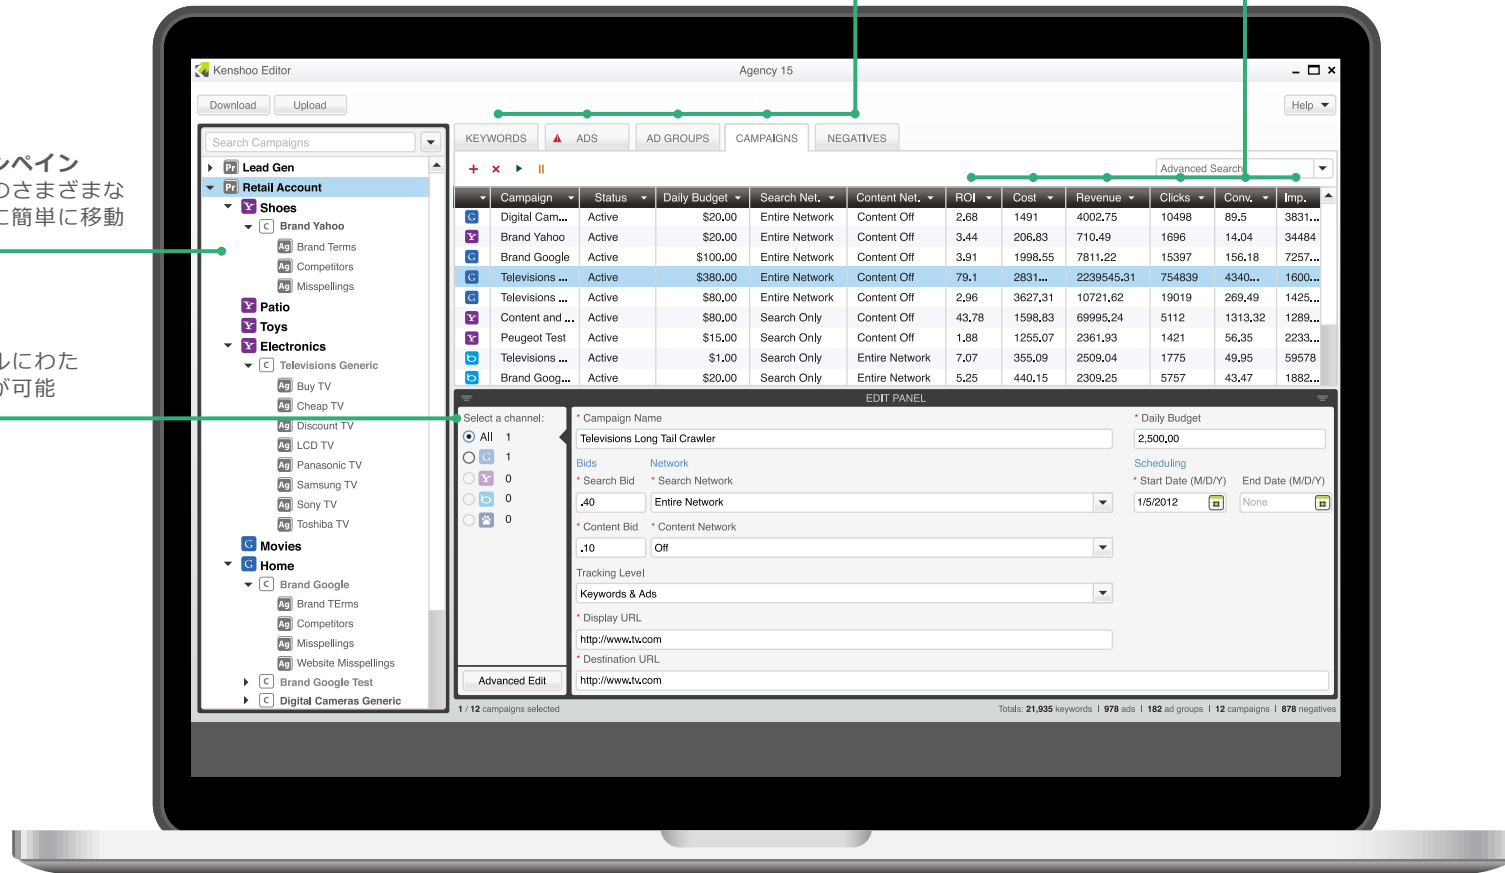 Kenshoo Editor
Agency 15
Download
Upload
Help
ンペイン
のさまざまな
に簡単に移動
ルにわた
が可能
Search Campaigns
Pr Lead Gen
Pr Retail Account
Y Shoes
C Brand Yahoo
Ag Brand Terms
Ag Competitors
Ag Misspellings
Y Patio
Y Toys
Y Electronics
C Televisions Generic
Ag Buy TV
Ag Cheap TV
Ag Discount TV
Ag LCD TV
Ag Panasonic TV
Ag Samsung TV
Ag Sony TV
Ag Toshiba TV
G Movies
G Home
C Brand Google
Ag Brand TErms
Ag Competitors
Ag Misspellings
Ag Website Misspellings
C Brand Google Test
C Digital Cameras Generic
KEYWORDS ADS AD GROUPS CAMPAIGNS NEGATIVES
Advanced Search
Campaign Status Daily Budget Search Net. Content Net. ROI Cost Revenue Clicks Conv. Imp.
G Digital Cam... Active $20.00 Entire Network Content Off 2.68 1491 4002.75 10498 89.5 3831...
Y Brand Yahoo Active $20.00 Entire Network Content Off 3.44 206.83 710.49 1696 14.04 34484
G Brand Google Active $100.00 Entire Network Content Off 3.91 1998.55 7811.22 15397 156.18 7257...
G Televisions ... Active $380.00 Entire Network Content Off 79.1 2831... 2239545.31 754839 4340... 1600...
G Televisions ... Active $80.00 Entire Network Content Off 2.96 3627.31 10721.62 19019 269.49 1425...
Y Content and ... Active $80.00 Search Only Content Off 43.78 1598.83 69995.24 5112 1313.32 1289...
Y Peugeot Test Active $15.00 Search Only Content Off 1.88 1255.07 2361.93 1421 56.35 2233...
b Televisions ... Active $1.00 Search Only Entire Network 7.07 355.09 2509.04 1775 49.95 59578
b Brand Goog... Active $20.00 Search Only Entire Network 5.25 440.15 2309.25 5757 43.47 1882...
EDIT PANEL
Select a channel:
All 1
G 1
Y 0
b 0
0
Advanced Edit
* Campaign Name
Televisions Long Tail Crawler
* Daily Budget
2,500.00
Bids Network Scheduling
* Search Bid * Search Network * Start Date (M/D/Y) End Date (M/D/Y)
.40 Entire Network 1/5/2012 None
* Content Bid * Content Network
.10 Off
Tracking Level
Keywords & Ads
* Display URL
http://www.tv.com
* Destination URL
http://www.tv.com
1 / 12 campaigns selected
Totals: 21,935 keywords | 978 ads | 182 ad groups | 12 campaigns | 878 negatives